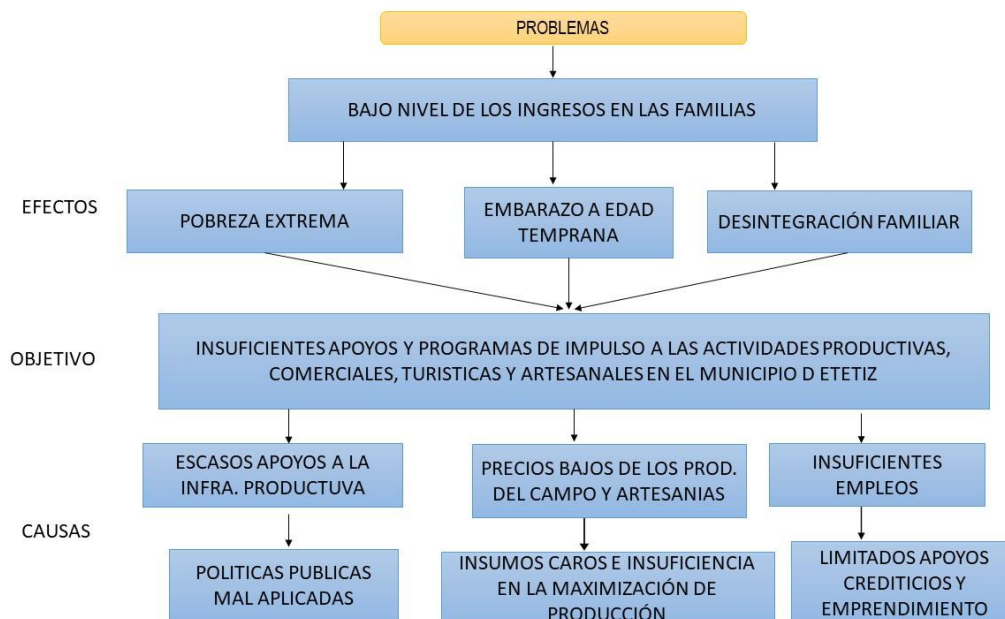 PROBLEMAS
BAJO NIVEL DE LOS INGRESOS EN LAS FAMILIAS
EFECTOS
POBREZA EXTREMA
EMBARAZO A EDAD
TEMPRANA
DESINTEGRACIÓN FAMILIAR
OBJETIVO
INSUFICIENTES APOYOS Y PROGRAMAS DE IMPULSO A LAS ACTIVIDADES PRODUCTIVAS,
COMERCIALES, TURISTICAS Y ARTESANALES EN EL MUNICIPIO D ETETIZ
ESCASOS APOYOS A LA
INFRA. PRODUCTUVA
PRECIOS BAJOS DE LOS PROD.
DEL CAMPO Y ARTESANIAS
INSUFICIENTES
EMPLEOS
CAUSAS
POLITICAS PUBLICAS
MAL APLICADAS
INSUMOS CAROS E INSUFICIENCIA
EN LA MAXIMIZACIÓN DE
PRODUCCIÓN
LIMITADOS APOYOS
CREDITICIOS Y
EMPRENDIMIENTO